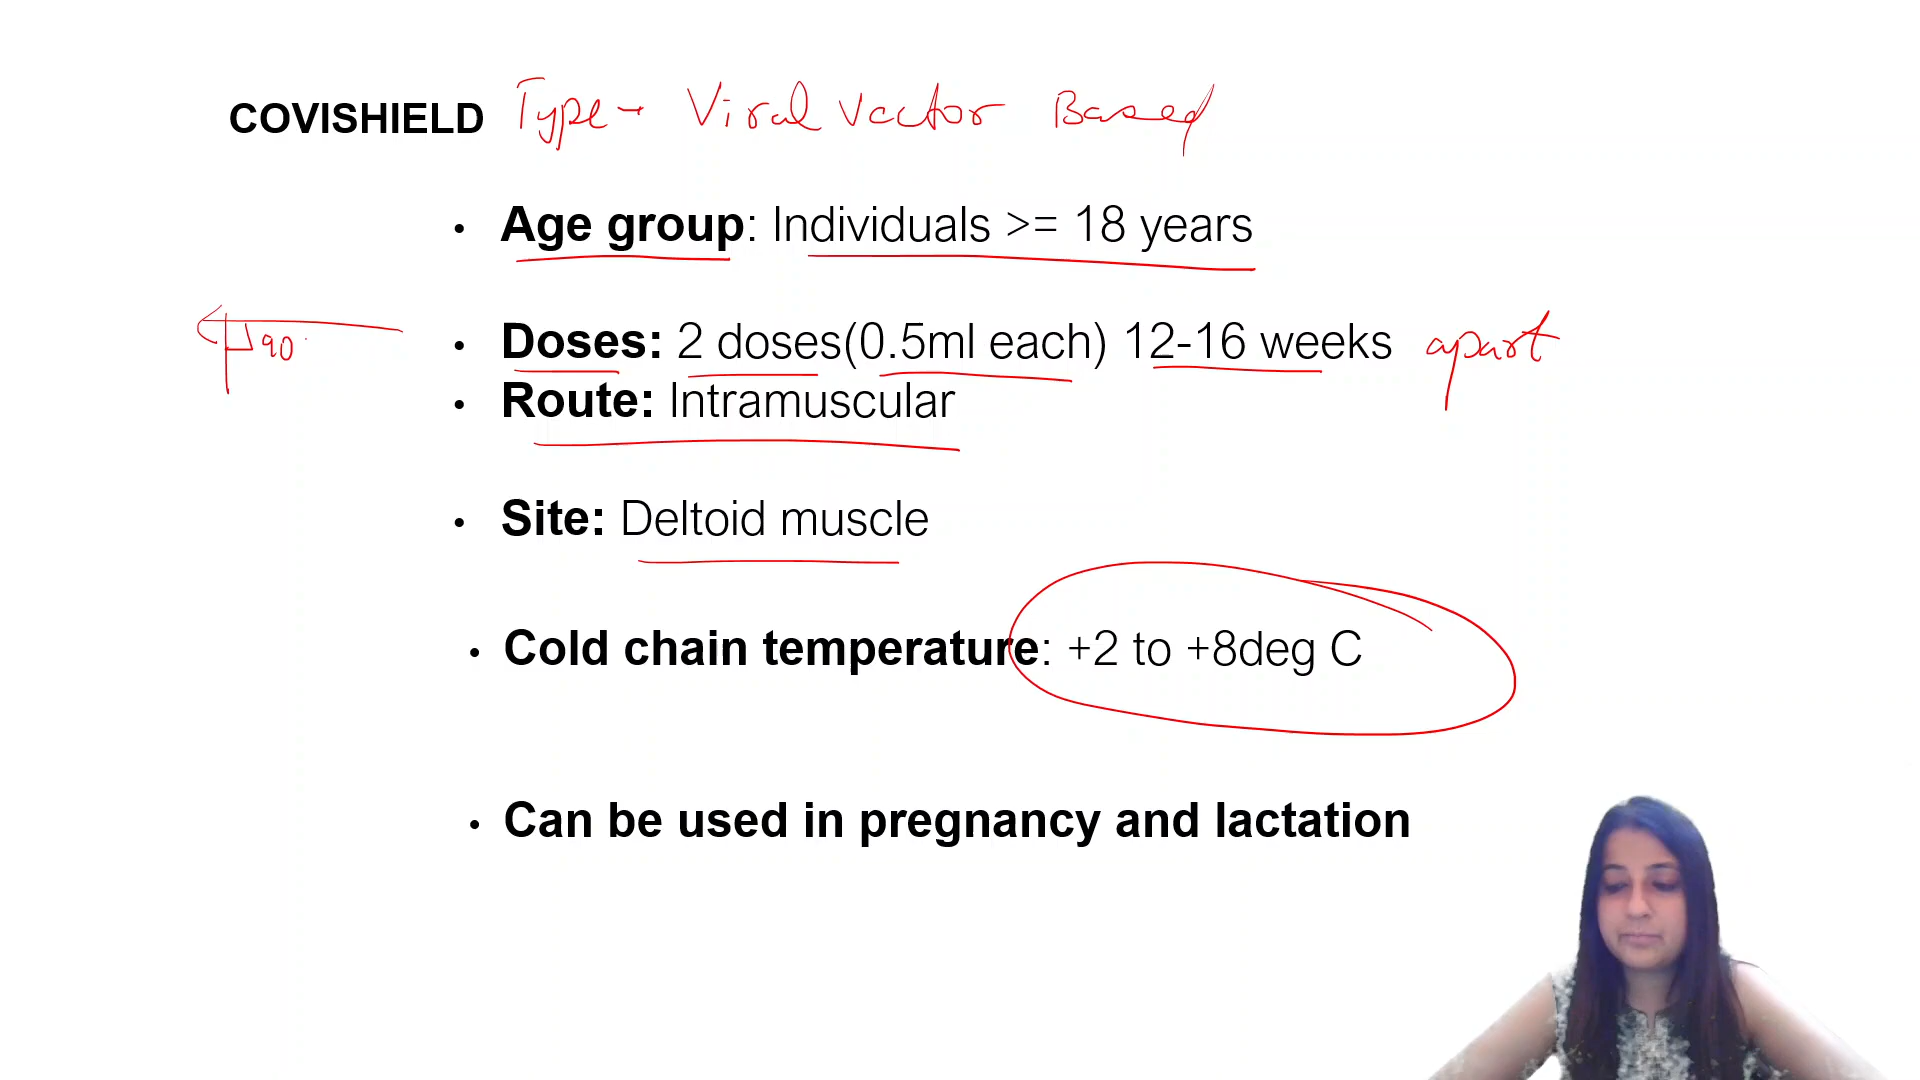 COVISHIELD Type → Viral Vector Based
• Age group: Individuals >= 18 years
• Doses: 2 doses(0.5ml each) 12-16 weeks apart
90°
• Route: Intramuscular
• Site: Deltoid muscle
• Cold chain temperature: +2 to +8deg C
• Can be used in pregnancy and lactation